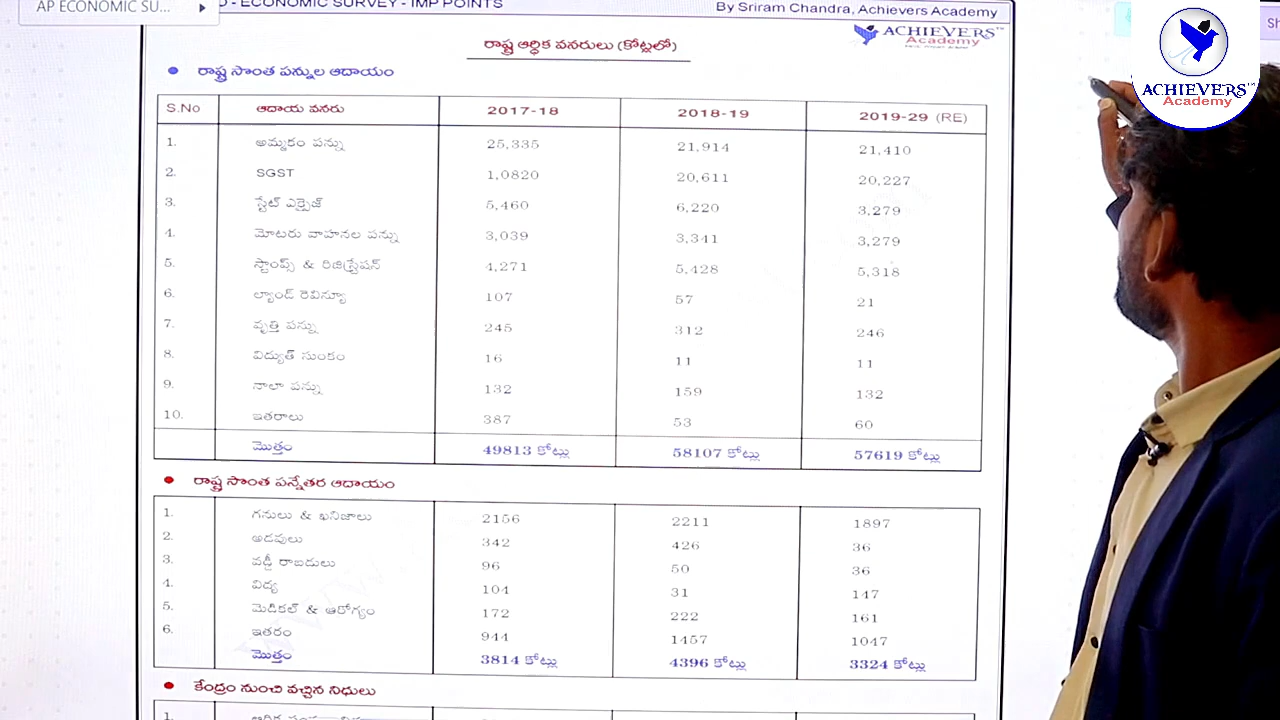 AP ECONOMIC SU...
- ECONOMIC SURVEY - IMP POINTS By Sriram Chandra, Achievers Academy
ACHIEVERS
Academy
రాష్ట్ర ఆర్థిక వనరులు (కోట్లలో)
రాష్ట్ర సొంత పన్నుల ఆదాయం
S.No ఆదాయ వనరు 2017-18 2018-19 2019-29 (RE)
1. అమ్మకం పన్ను 25,335 21,914 21,410
2. SGST 1,0820 20,611 20,227
3. స్టేట్ ఎక్సైజ్ 5,460 6,220 3,279
4. మోటరు వాహనల పన్ను 3,039 3,341 3,279
5. స్టాంప్స్ & రిజిస్ట్రేషన్ 4,271 5,428 5,318
6. ల్యాండ్ రెవిన్యూ 107 57 21
7. వృత్తి పన్ను 245 312 246
8. విద్యుత్ సుంకం 16 11 11
9. నాలా పన్ను 132 159 132
10. ఇతరాలు 387 53 60
మొత్తం 49813 కోట్లు 58107 కోట్లు 57619 కోట్లు
రాష్ట్ర సొంత పన్నేతర ఆదాయం
1. గనులు & ఖనిజాలు 2156 2211 1897
2. అడవులు 342 426 36
3. వడ్డీ రాబడులు 96 50 36
4. విద్య 104 31 147
5. మెడికల్ & ఆరోగ్యం 172 222 161
6. ఇతరం 944 1457 1047
మొత్తం 3814 కోట్లు 4396 కోట్లు 3324 కోట్లు
కేంద్రం నుంచి వచ్చిన నిధులు
1.
ACHIEVERS
Academy